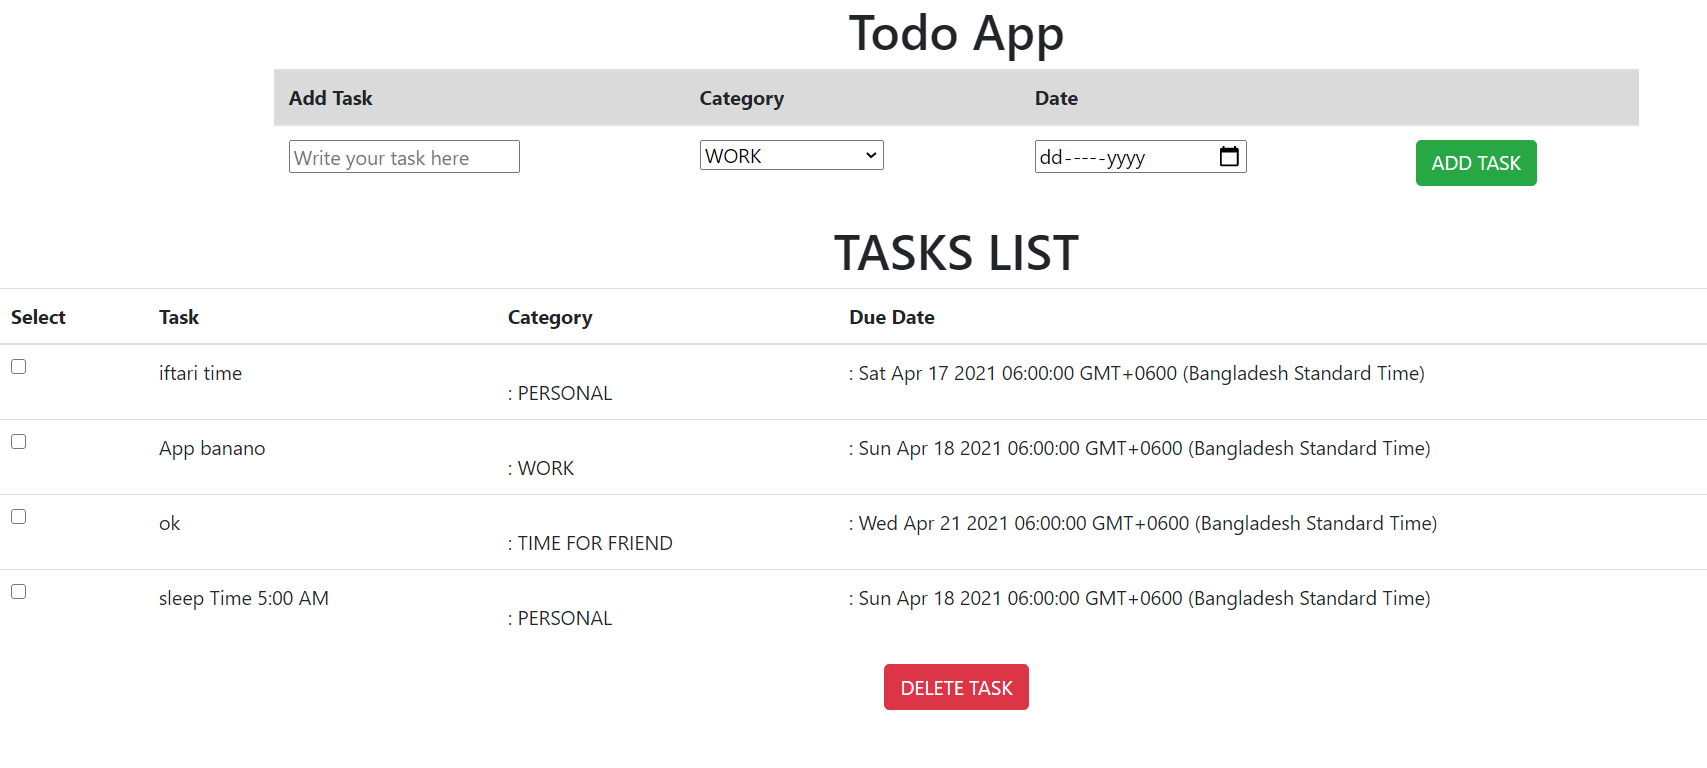 Todo App
Add Task Category Date
Write your task here WORK dd-----yyyy ADD TASK
TASKS LIST
Select Task Category Due Date
iftari time : PERSONAL : Sat Apr 17 2021 06:00:00 GMT+0600 (Bangladesh Standard Time)
App banano : WORK : Sun Apr 18 2021 06:00:00 GMT+0600 (Bangladesh Standard Time)
ok : TIME FOR FRIEND : Wed Apr 21 2021 06:00:00 GMT+0600 (Bangladesh Standard Time)
sleep Time 5:00 AM : PERSONAL : Sun Apr 18 2021 06:00:00 GMT+0600 (Bangladesh Standard Time)
DELETE TASK